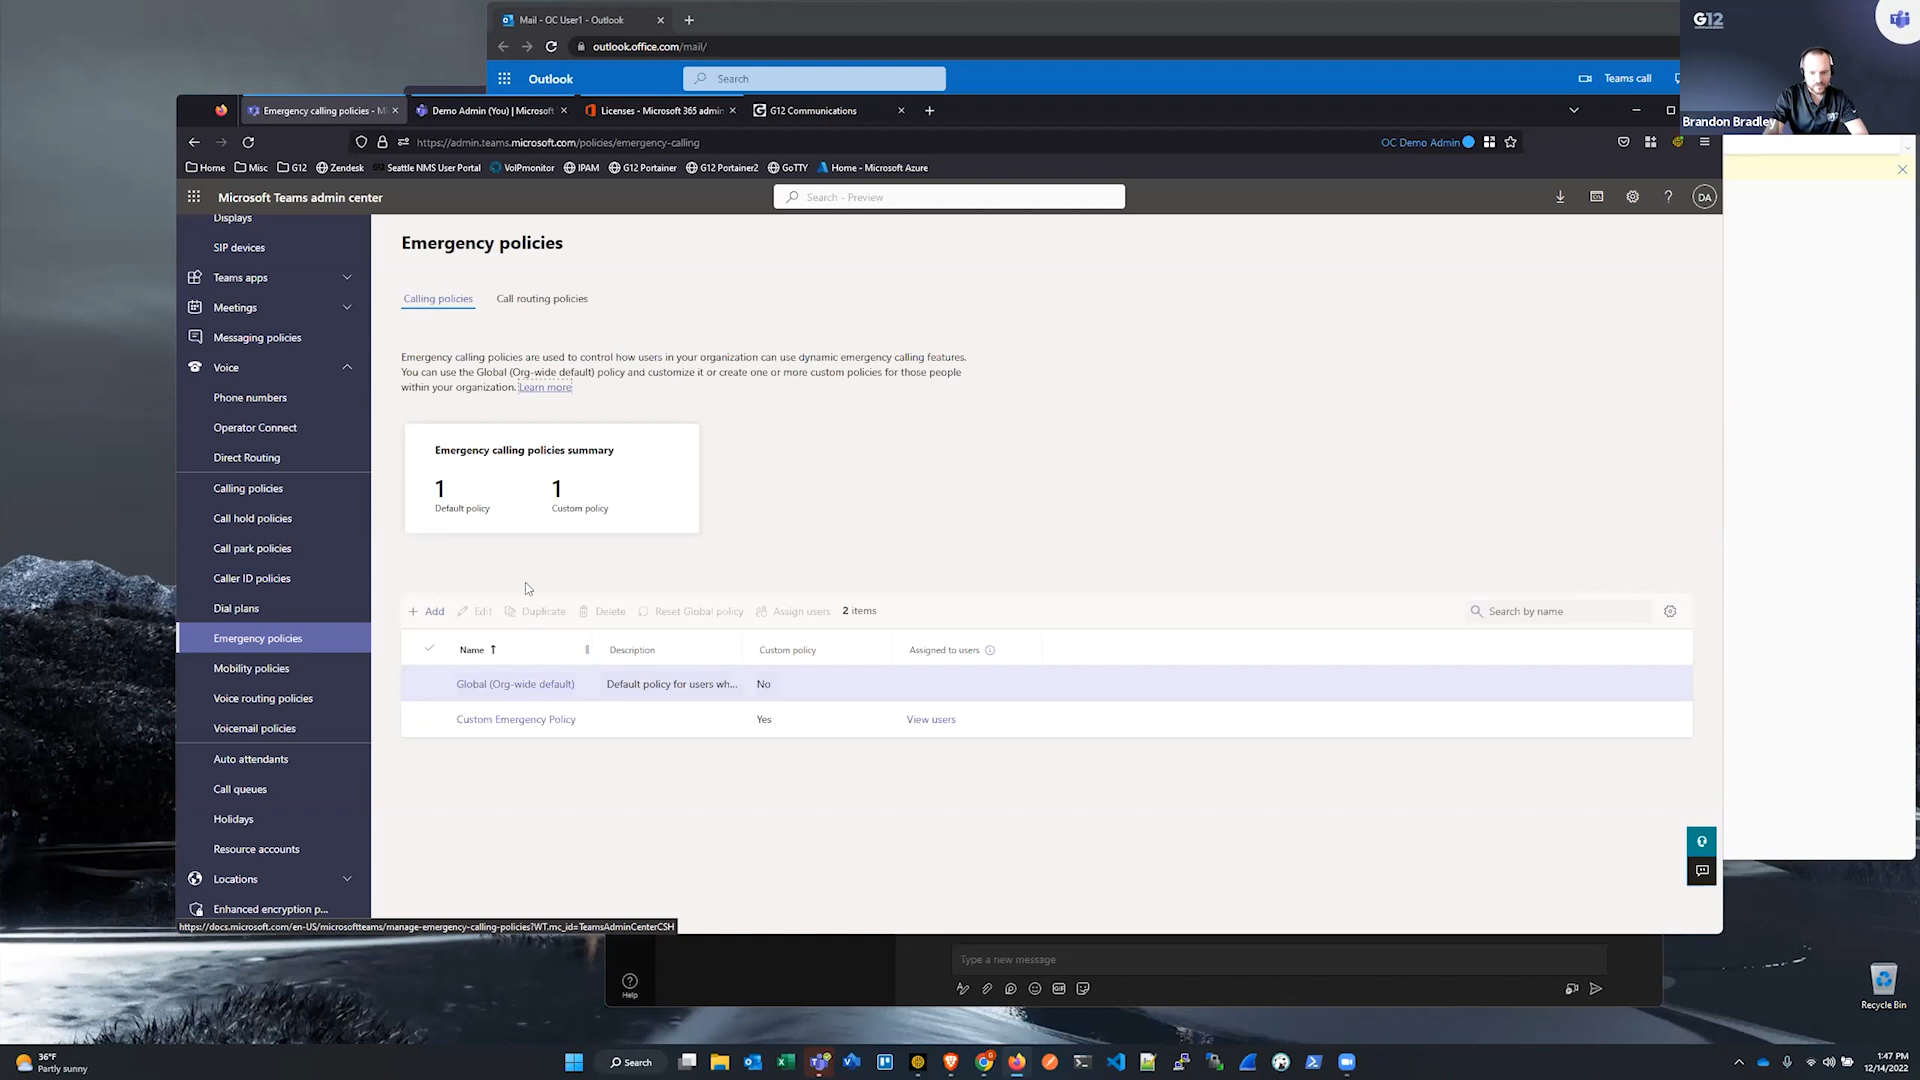 Mail - OC User1 - Outlook
outlook.office.com/mail/
Outlook
Search
Teams call
G12
Brandon Bradley
Emergency calling policies - Mi
Demo Admin (You) | Microsoft
Licenses - Microsoft 365 admin
G12 Communications
https://admin.teams.microsoft.com/policies/emergency-calling
OC Demo Admin
Home
Misc
G12
Zendesk
Seattle NMS User Portal
VoIPmonitor
IPAM
G12 Portainer
G12 Portainer2
GoTTY
Home - Microsoft Azure
Microsoft Teams admin center
Search - Preview
DA
Displays
SIP devices
Teams apps
Meetings
Messaging policies
Voice
Phone numbers
Operator Connect
Direct Routing
Calling policies
Call hold policies
Call park policies
Caller ID policies
Dial plans
Emergency policies
Mobility policies
Voice routing policies
Voicemail policies
Auto attendants
Call queues
Holidays
Resource accounts
Locations
Enhanced encryption p...
Emergency policies
Calling policies
Call routing policies
Emergency calling policies are used to control how users in your organization can use dynamic emergency calling features.
You can use the Global (Org-wide default) policy and customize it or create one or more custom policies for those people
within your organization. Learn more
Emergency calling policies summary
1 1
Default policy Custom policy
+ Add Edit Duplicate Delete Reset Global policy Assign users 2 items
Search by name
Name ↑ Description Custom policy Assigned to users
Global (Org-wide default) Default policy for users wh... No
Custom Emergency Policy Yes View users
https://docs.microsoft.com/en-US/microsoftteams/manage-emergency-calling-policies?WT.mc_id=TeamsAdminCenterCSH
Type a new message
Help
GIF
Recycle Bin
36°F
Partly sunny
Search
1:47 PM
12/14/2022